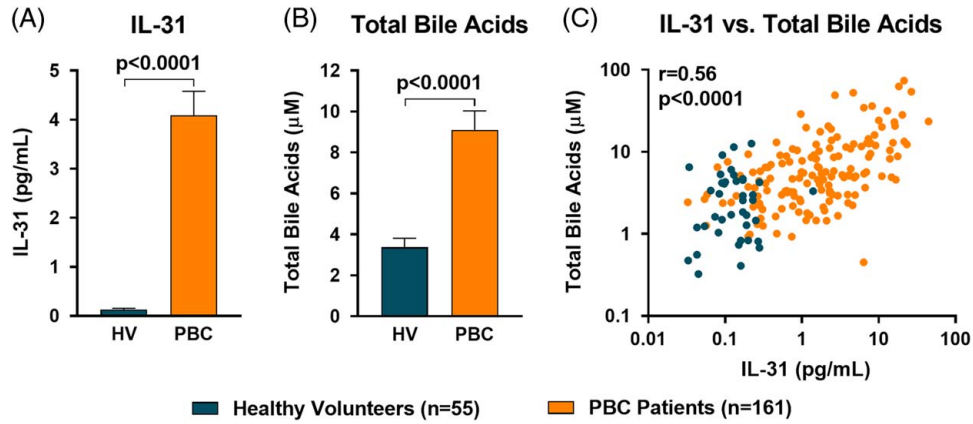 (A)
IL-31
p<0.0001
IL-31 (pg/mL)
5
4
3
2
1
0
HV
PBC
(B)
Total Bile Acids
p<0.0001
Total Bile Acids (μM)
12
10
8
6
4
2
0
HV
PBC
(C)
IL-31 vs. Total Bile Acids
r=0.56
p<0.0001
Total Bile Acids (μM)
100
10
1
0.1
0.01
0.1
1
10
100
IL-31 (pg/mL)
Healthy Volunteers (n=55)
PBC Patients (n=161)